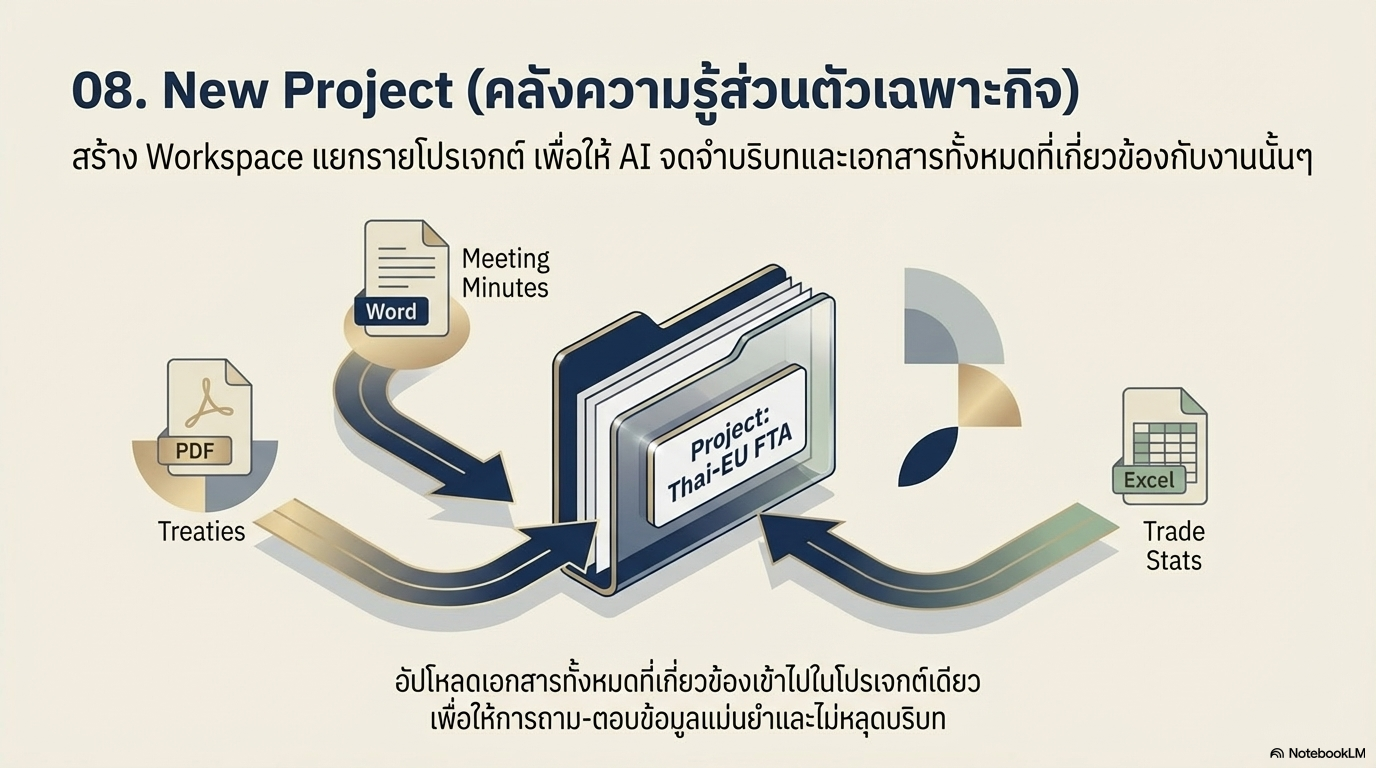 08. New Project (คลังความรู้ส่วนตัวเฉพาะกิจ)
สร้าง Workspace แยกรายโปรเจกต์ เพื่อให้ AI จดจำบริบทและเอกสารทั้งหมดที่เกี่ยวข้องกับงานนั้นๆ
Word
Meeting
Minutes
PDF
Treaties
Project:
Thai-EU FTA
Excel
Trade
Stats
อัปโหลดเอกสารทั้งหมดที่เกี่ยวข้องเข้าไปในโปรเจกต์เดียว
เพื่อให้การถาม-ตอบข้อมูลแม่นยำและไม่หลุดบริบท
NotebookLM